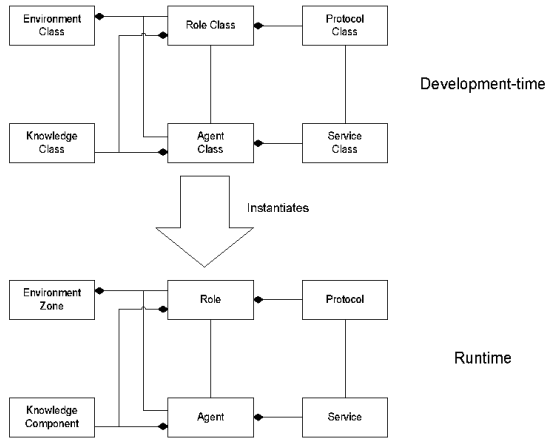 Environment
Class
Role Class
Protocol
Class
Development-time
Knowledge
Class
Agent
Class
Service
Class
Instantiates
Environment
Zone
Role
Protocol
Runtime
Knowledge
Component
Agent
Service